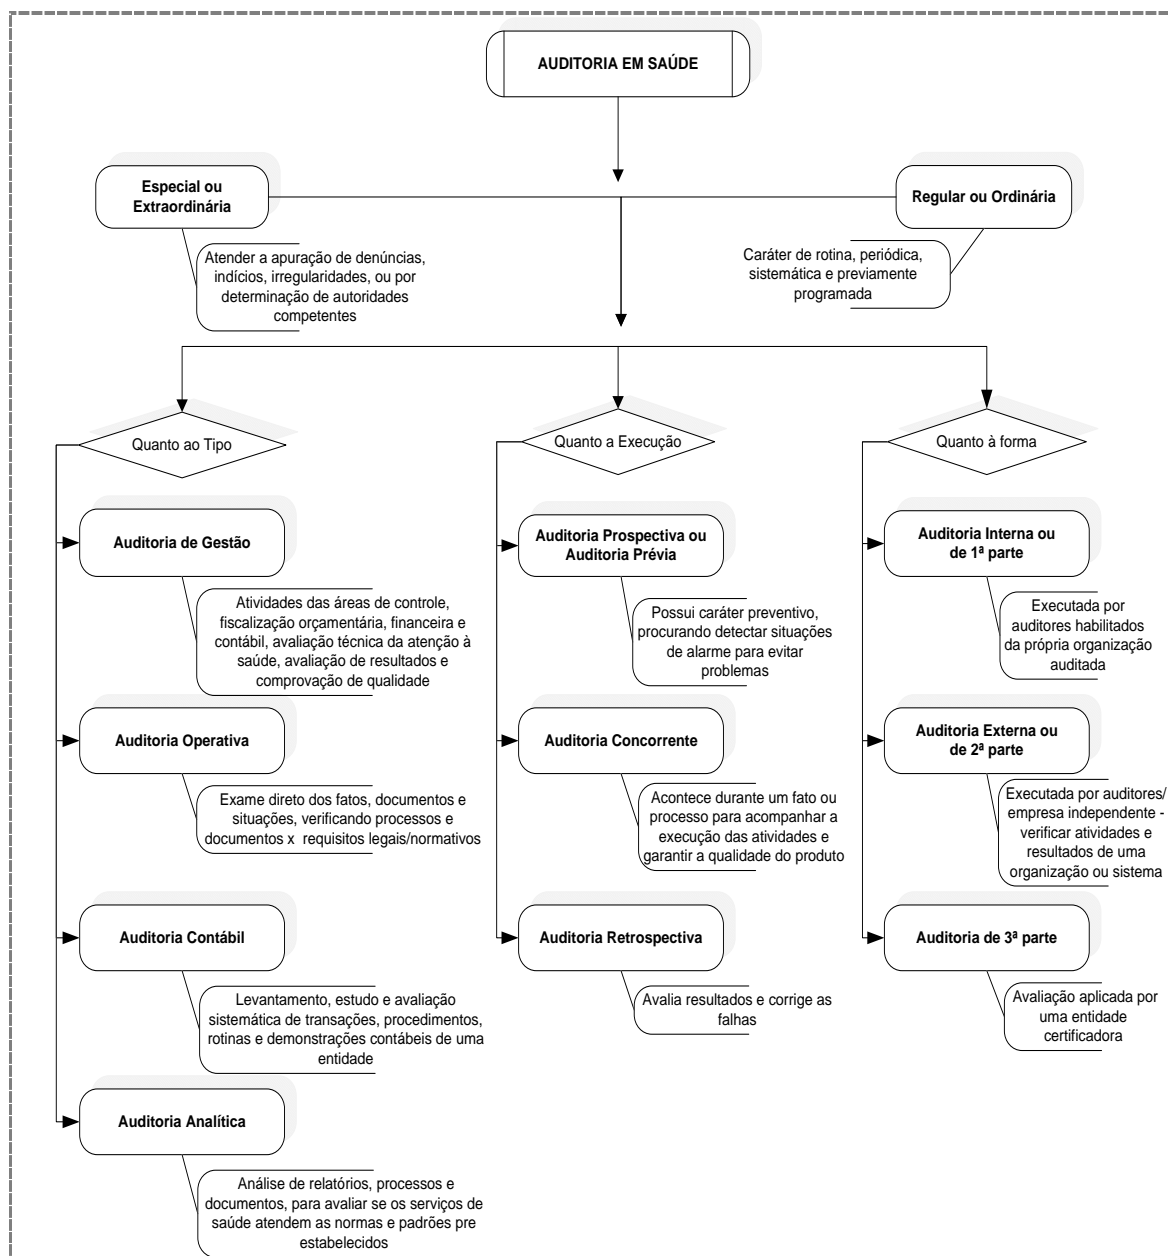 AUDITORIA EM SAÚDE
Especial ou
Extraordinária
Regular ou Ordinária
Atender a apuração de denúncias,
indícios, irregularidades, ou por
determinação de autoridades
competentes
Caráter de rotina, periódica,
sistemática e previamente
programada
Quanto ao Tipo
Quanto a Execução
Quanto à forma
Auditoria de Gestão
Atividades das áreas de controle,
fiscalização orçamentária, financeira e
contábil, avaliação técnica da atenção à
saúde, avaliação de resultados e
comprovação de qualidade
Auditoria Operativa
Exame direto dos fatos, documentos e
situações, verificando processos e
documentos x requisitos legais/normativos
Auditoria Contábil
Levantamento, estudo e avaliação
sistemática de transações, procedimentos,
rotinas e demonstrações contábeis de uma
entidade
Auditoria Analítica
Análise de relatórios, processos e
documentos, para avaliar se os serviços de
saúde atendem as normas e padrões pre
estabelecidos
Auditoria Prospectiva ou
Auditoria Prévia
Possui caráter preventivo,
procurando detectar situações
de alarme para evitar
problemas
Auditoria Concorrente
Acontece durante um fato ou
processo para acompanhar a
execução das atividades e
garantir a qualidade do produto
Auditoria Retrospectiva
Avalia resultados e corrige as
falhas
Auditoria Interna ou
de 1ª parte
Executada por
auditores habilitados
da própria organização
auditada
Auditoria Externa ou
de 2ª parte
Executada por auditores/
empresa independente -
verificar atividades e
resultados de uma
organização ou sistema
Auditoria de 3ª parte
Avaliação aplicada por
uma entidade
certificadora